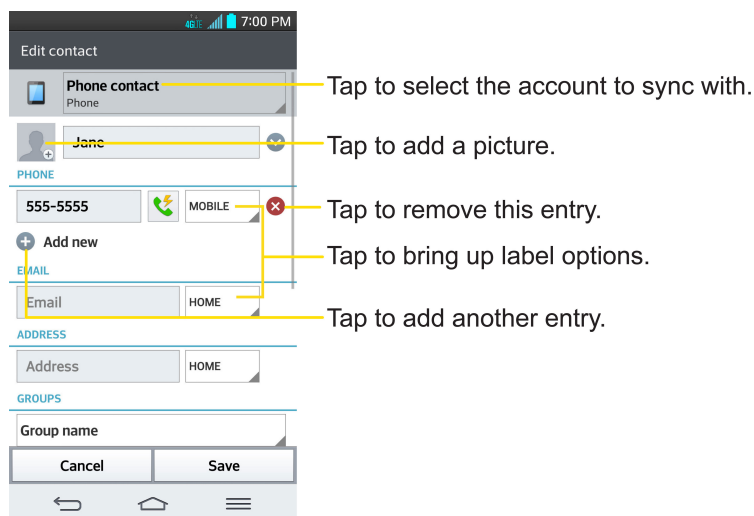 4G LTE 7:00 PM
Edit contact
Phone contact
Phone
Tap to select the account to sync with.
Jane
Tap to add a picture.
PHONE
555-5555 MOBILE
Tap to remove this entry.
Add new
Tap to bring up label options.
EMAIL
Email HOME
Tap to add another entry.
ADDRESS
Address HOME
GROUPS
Group name
Cancel Save